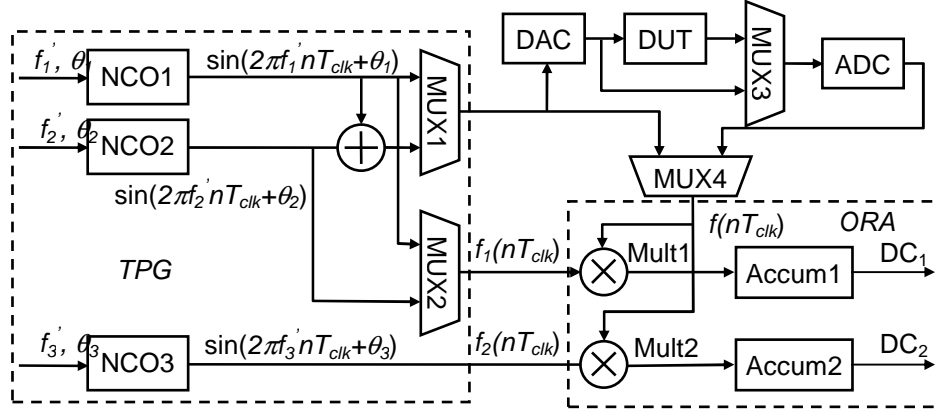 f1', θ1
NCO1
sin(2πf1'nTclk+θ1)
MUX1
DAC
DUT
MUX3
ADC
f2', θ2
NCO2
sin(2πf2'nTclk+θ2)
MUX4
TPG
MUX2
f1(nTclk)
Mult1
f(nTclk)
ORA
Accum1
DC1
f3', θ3
NCO3
sin(2πf3'nTclk+θ3)
f2(nTclk)
Mult2
Accum2
DC2